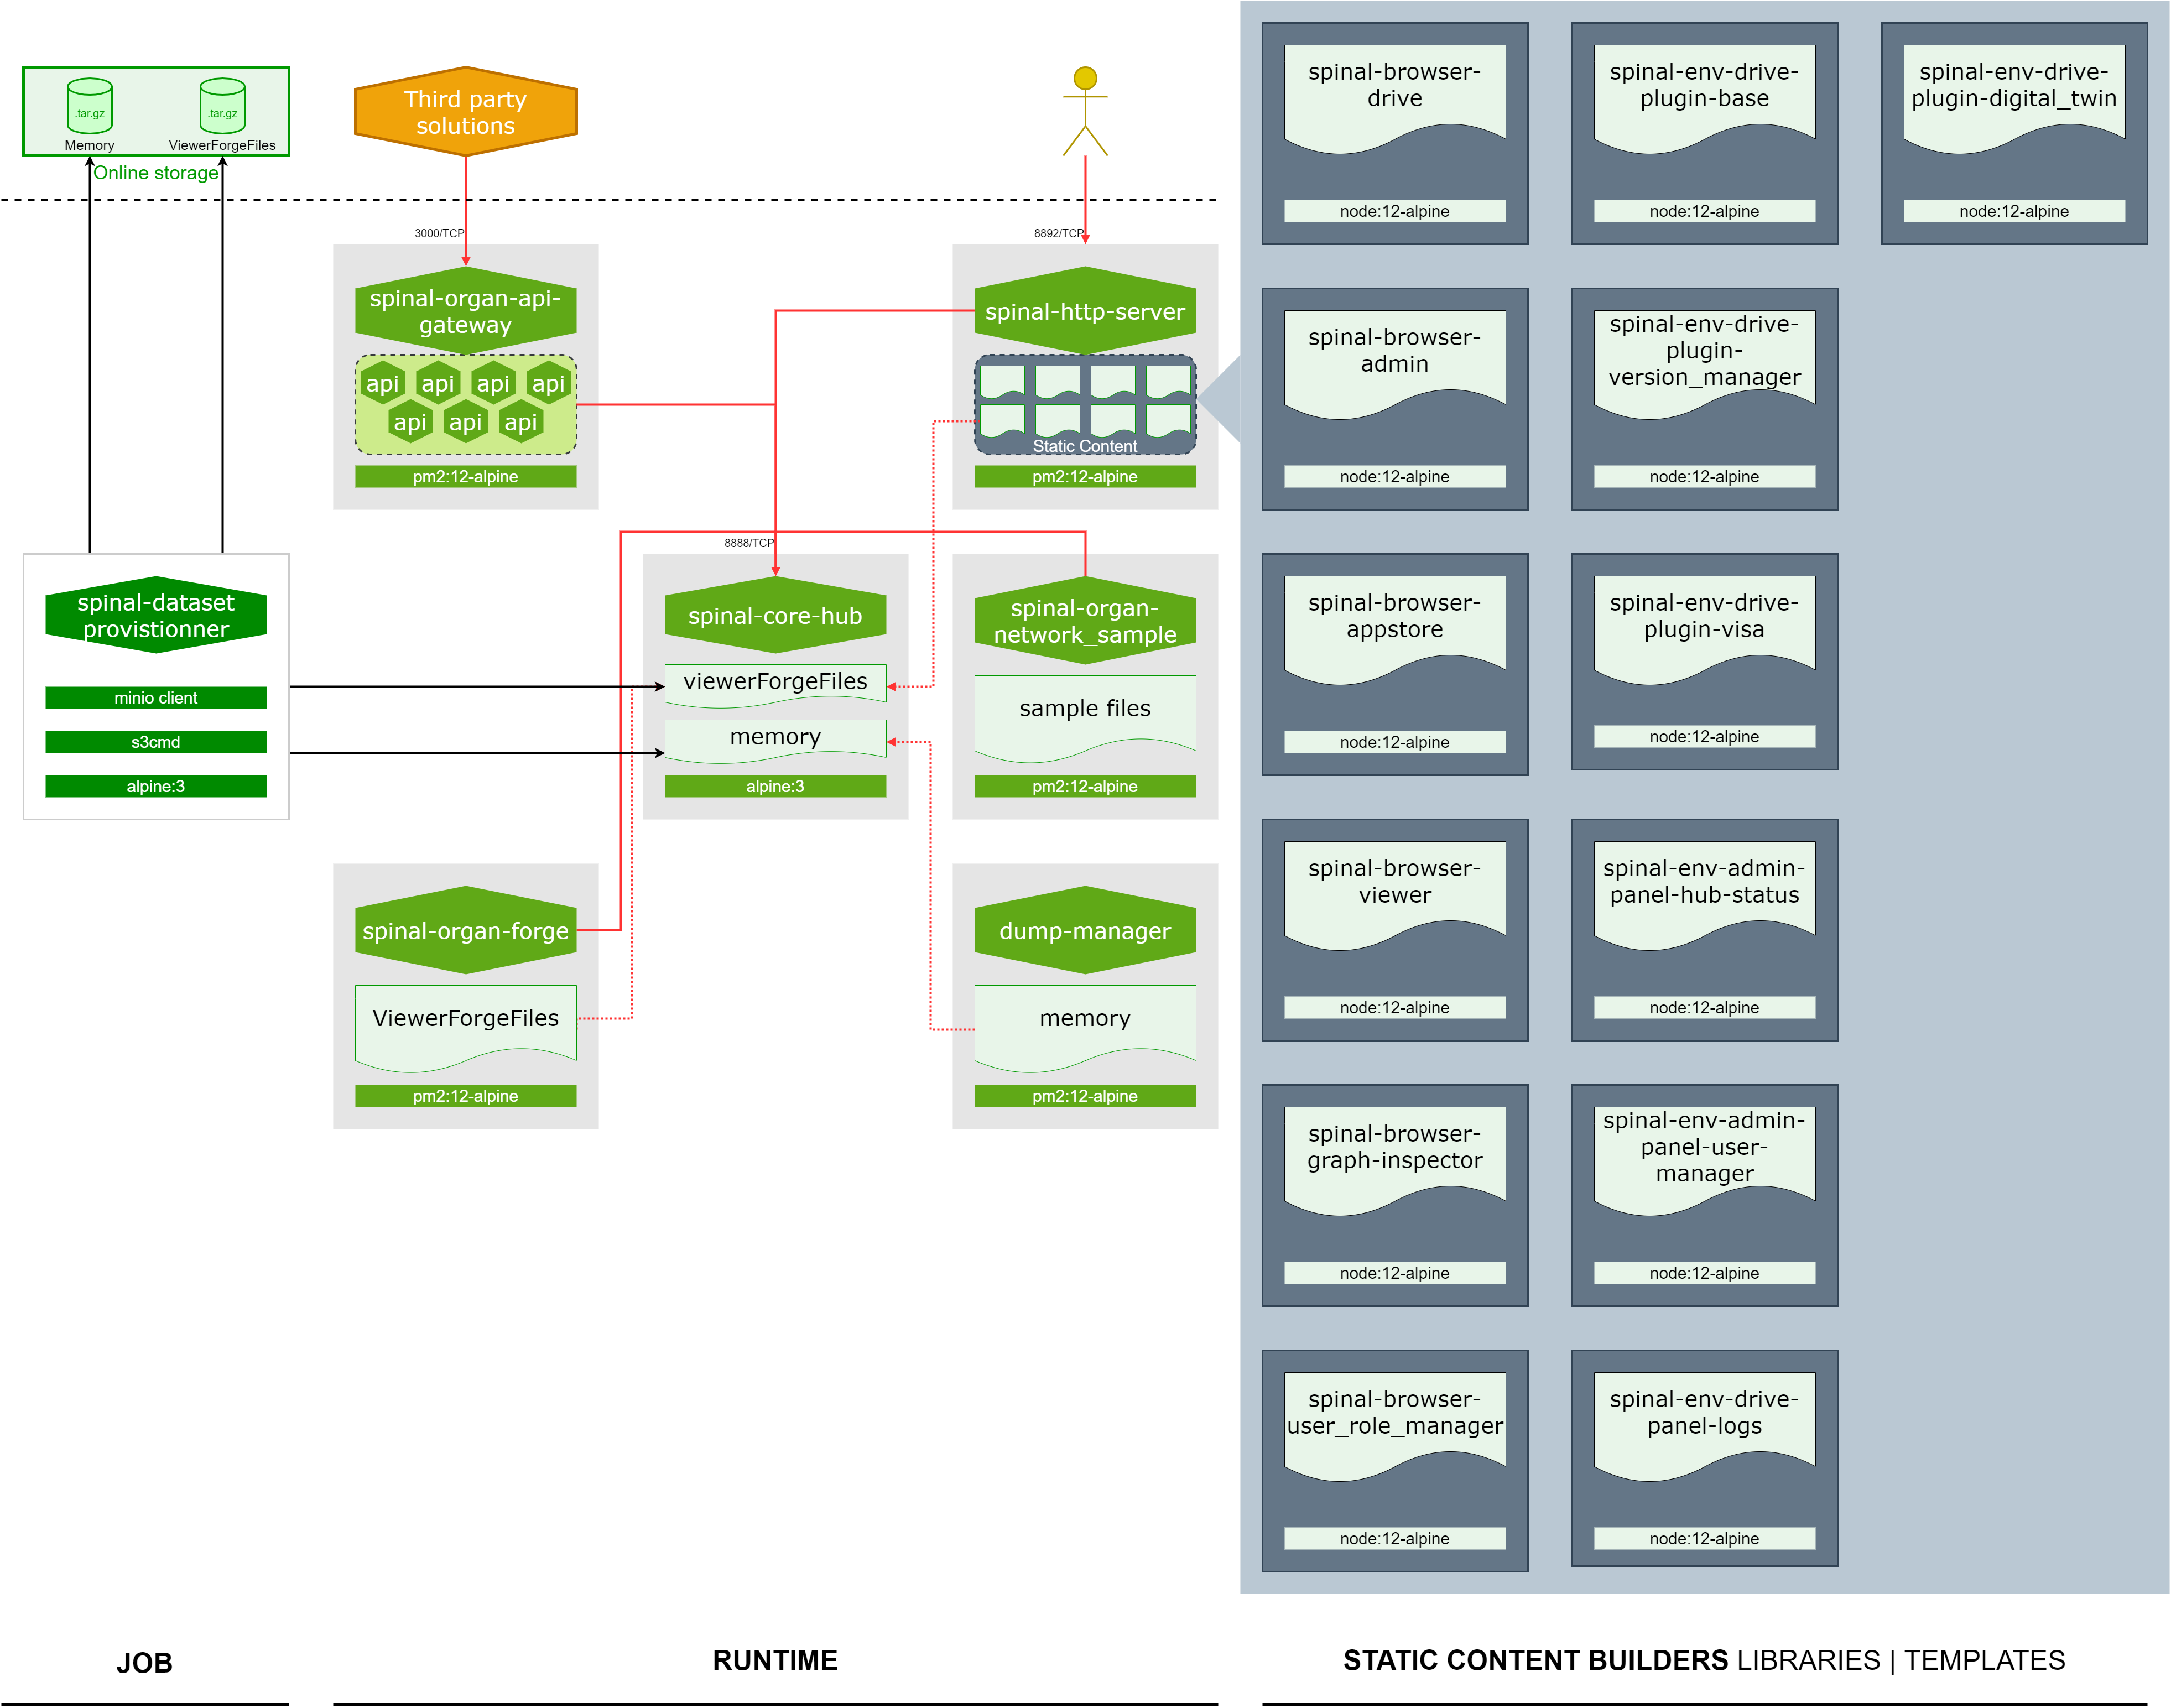 .tar.gz
Memory
.tar.gz
ViewerForgeFiles
Online storage
Third party
solutions
3000/TCP
8892/TCP
spinal-organ-api-
gateway
api
api
api
api
api
api
api
pm2:12-alpine
spinal-http-server
Static Content
pm2:12-alpine
8888/TCP
spinal-dataset
provistionner
minio client
s3cmd
alpine:3
spinal-core-hub
viewerForgeFiles
memory
alpine:3
spinal-organ-
network_sample
sample files
pm2:12-alpine
spinal-organ-forge
ViewerForgeFiles
pm2:12-alpine
dump-manager
memory
pm2:12-alpine
spinal-browser-
drive
node:12-alpine
spinal-env-drive-
plugin-base
node:12-alpine
spinal-env-drive-
plugin-digital_twin
node:12-alpine
spinal-browser-
admin
node:12-alpine
spinal-env-drive-
plugin-
version_manager
node:12-alpine
spinal-browser-
appstore
node:12-alpine
spinal-env-drive-
plugin-visa
node:12-alpine
spinal-browser-
viewer
node:12-alpine
spinal-env-admin-
panel-hub-status
node:12-alpine
spinal-browser-
graph-inspector
node:12-alpine
spinal-env-admin-
panel-user-
manager
node:12-alpine
spinal-browser-
user_role_manager
node:12-alpine
spinal-env-drive-
panel-logs
node:12-alpine
JOB
RUNTIME
STATIC CONTENT BUILDERS LIBRARIES | TEMPLATES